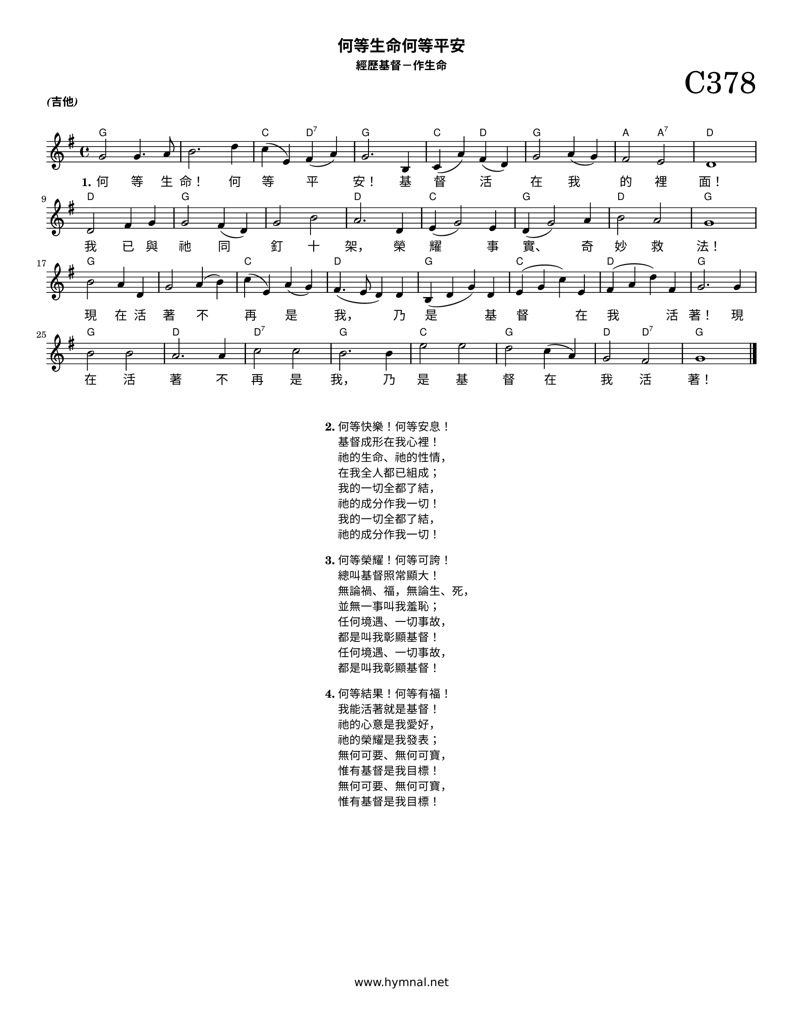 何等生命何等平安
經歷基督－作生命
C378
(吉他)
G C D7 G C D G A A7 D
1. 何 等 生 命！ 何 等 平 安！ 基 督 活 在 我 的 裡 面！
9
D G G D C G D G
我 已 與 祂 同 釘 十 架， 榮 耀 事 實、 奇 妙 救 法！
17
G G C D G C D G
現 在 活 著 不 再 是 我， 乃 是 基 督 在 我 活 著！ 現
25
G D D7 G C G D D7 G
在 活 著 不 再 是 我， 乃 是 基 督 在 我 活 著！
2. 何等快樂！何等安息！
基督成形在我心裡！
祂的生命、祂的性情，
在我全人都已組成；
我的一切全都了結，
祂的成分作我一切！
我的一切全都了結，
祂的成分作我一切！
3. 何等榮耀！何等可誇！
總叫基督照常顯大！
無論禍、福，無論生、死，
並無一事叫我羞恥；
任何境遇、一切事故，
都是叫我彰顯基督！
任何境遇、一切事故，
都是叫我彰顯基督！
4. 何等結果！何等有福！
我能活著就是基督！
祂的心意是我愛好，
祂的榮耀是我發表；
無何可要、無何可寶，
惟有基督是我目標！
無何可要、無何可寶，
惟有基督是我目標！
www.hymnal.net